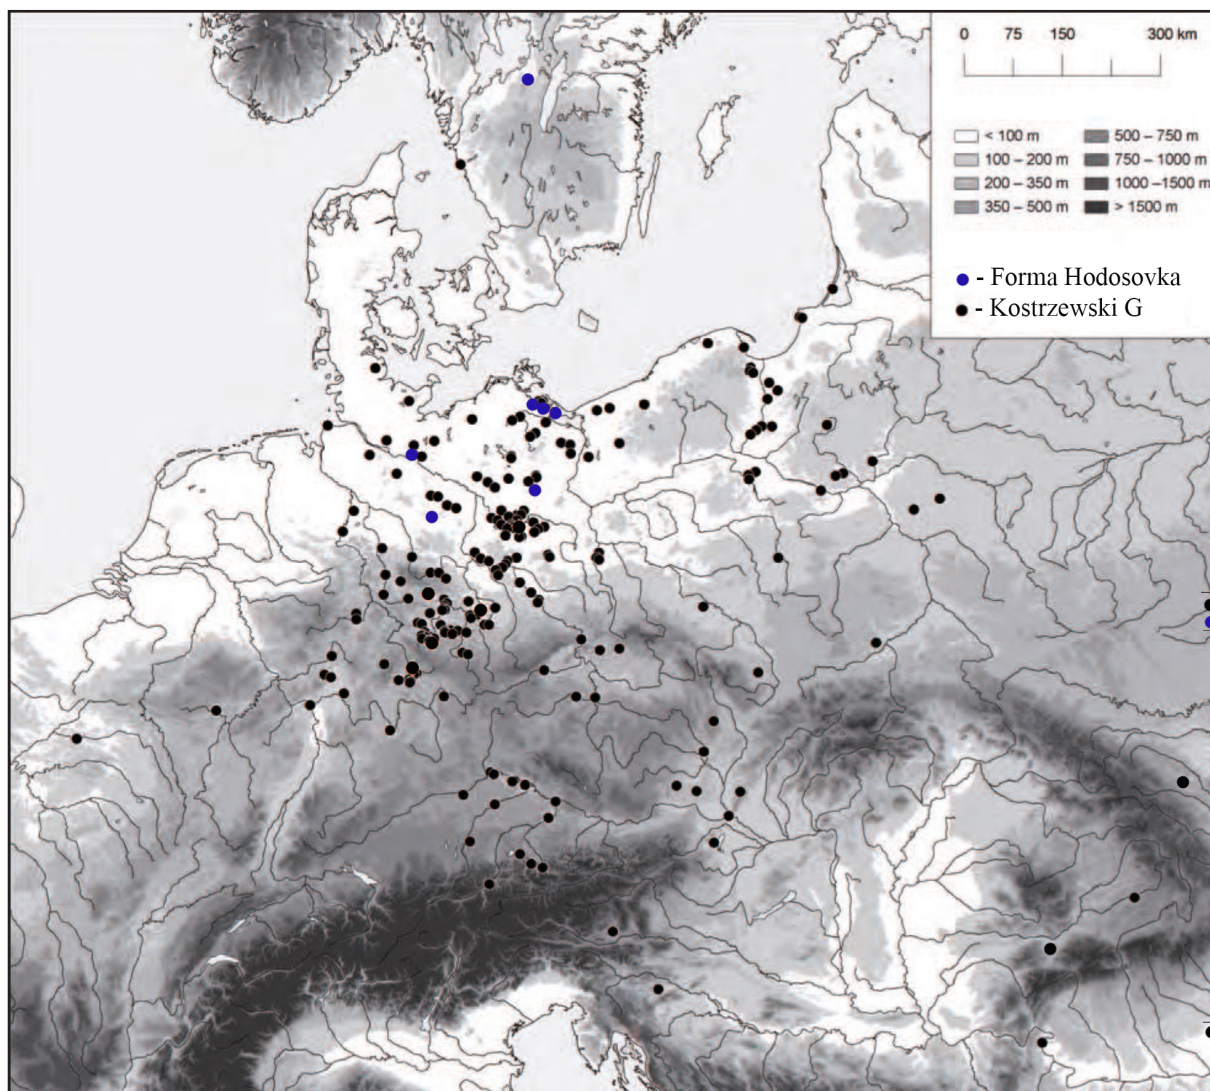 0 75 150 300 km
< 100 m 500 – 750 m
100 – 200 m 750 – 1000 m
200 – 350 m 1000 –1500 m
350 – 500 m > 1500 m
- Forma Hodosovka
- Kostrzewski G